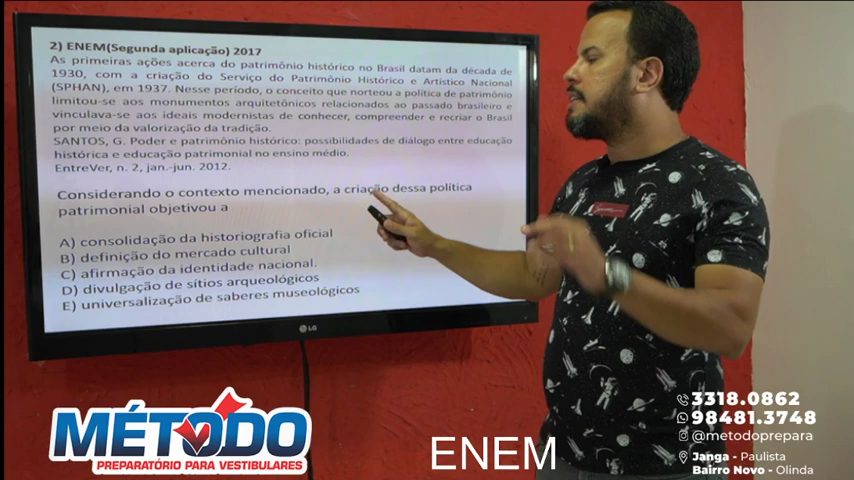 2) ENEM(Segunda aplicação) 2017
As primeiras ações acerca do patrimônio histórico no Brasil datam da década de
1930, com a criação do Serviço do Patrimônio Histórico e Artístico Nacional
(SPHAN), em 1937. Nesse período, o conceito que norteou a política de patrimônio
limitou-se aos monumentos arquitetônicos relacionados ao passado brasileiro e
vinculava-se aos ideais modernistas de conhecer, compreender e recriar o Brasil
por meio da valorização da tradição.
SANTOS, G. Poder e patrimônio histórico: possibilidades de diálogo entre educação
histórica e educação patrimonial no ensino médio.
EntreVer, n. 2, jan.-jun. 2012.
Considerando o contexto mencionado, a criação dessa política
patrimonial objetivou a
A) consolidação da historiografia oficial
B) definição do mercado cultural
C) afirmação da identidade nacional.
D) divulgação de sítios arqueológicos
E) universalização de saberes museológicos
LG
MÉTODO
PREPARATÓRIO PARA VESTIBULARES
ENEM
3318.0862
98481.3748
@metodoprepara
Janga - Paulista
Bairro Novo - Olinda